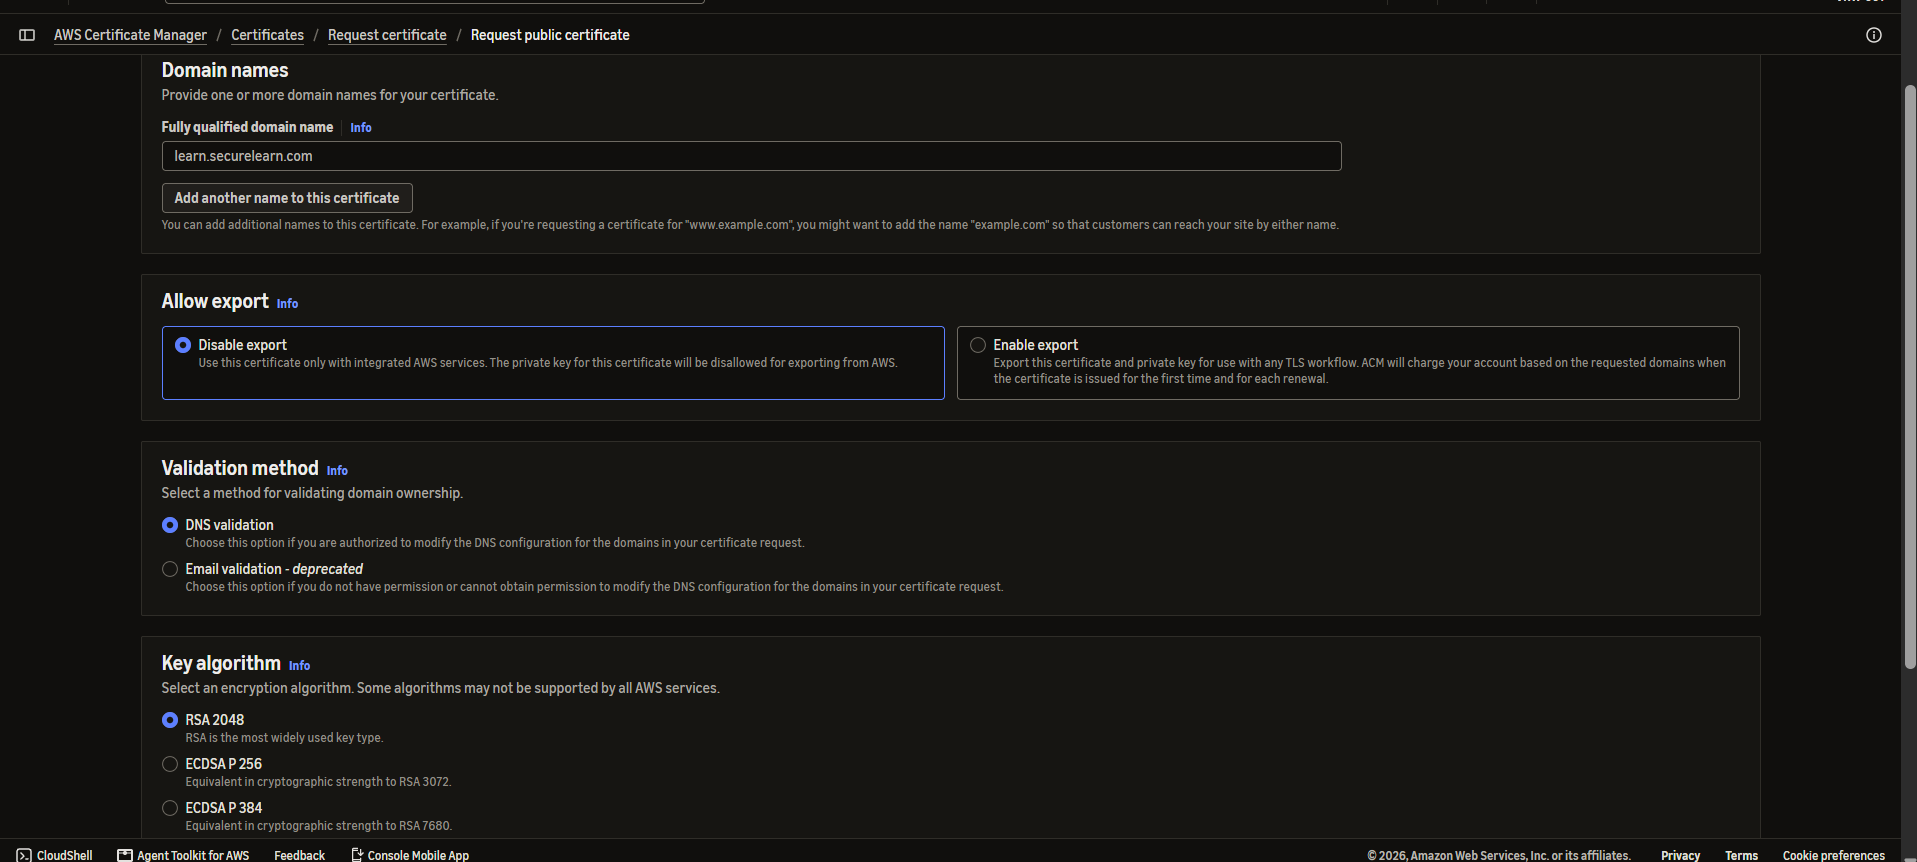 AWS Certificate Manager / Certificates / Request certificate / Request public certificate
Domain names
Provide one or more domain names for your certificate.
Fully qualified domain name | Info
learn.securelearn.com
Add another name to this certificate
You can add additional names to this certificate. For example, if you're requesting a certificate for "www.example.com", you might want to add the name "example.com" so that customers can reach your site by either name.
Allow export Info
Disable export
Use this certificate only with integrated AWS services. The private key for this certificate will be disallowed for exporting from AWS.
Enable export
Export this certificate and private key for use with any TLS workflow. ACM will charge your account based on the requested domains when
the certificate is issued for the first time and for each renewal.
Validation method Info
Select a method for validating domain ownership.
DNS validation
Choose this option if you are authorized to modify the DNS configuration for the domains in your certificate request.
Email validation - deprecated
Choose this option if you do not have permission or cannot obtain permission to modify the DNS configuration for the domains in your certificate request.
Key algorithm Info
Select an encryption algorithm. Some algorithms may not be supported by all AWS services.
RSA 2048
RSA is the most widely used key type.
ECDSA P 256
Equivalent in cryptographic strength to RSA 3072.
ECDSA P 384
Equivalent in cryptographic strength to RSA 7680.
CloudShell Agent Toolkit for AWS Feedback Console Mobile App © 2026, Amazon Web Services, Inc. or its affiliates. Privacy Terms Cookie preferences